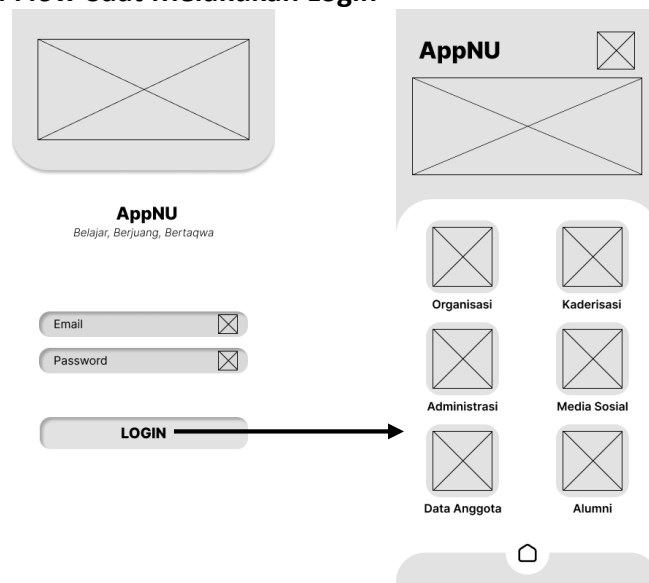 Flow Saat Melakukan Login
AppNU
Belajar, Berjuang, Bertaqwa
Email
Password
LOGIN
AppNU
Organisasi
Kaderisasi
Administrasi
Media Sosial
Data Anggota
Alumni